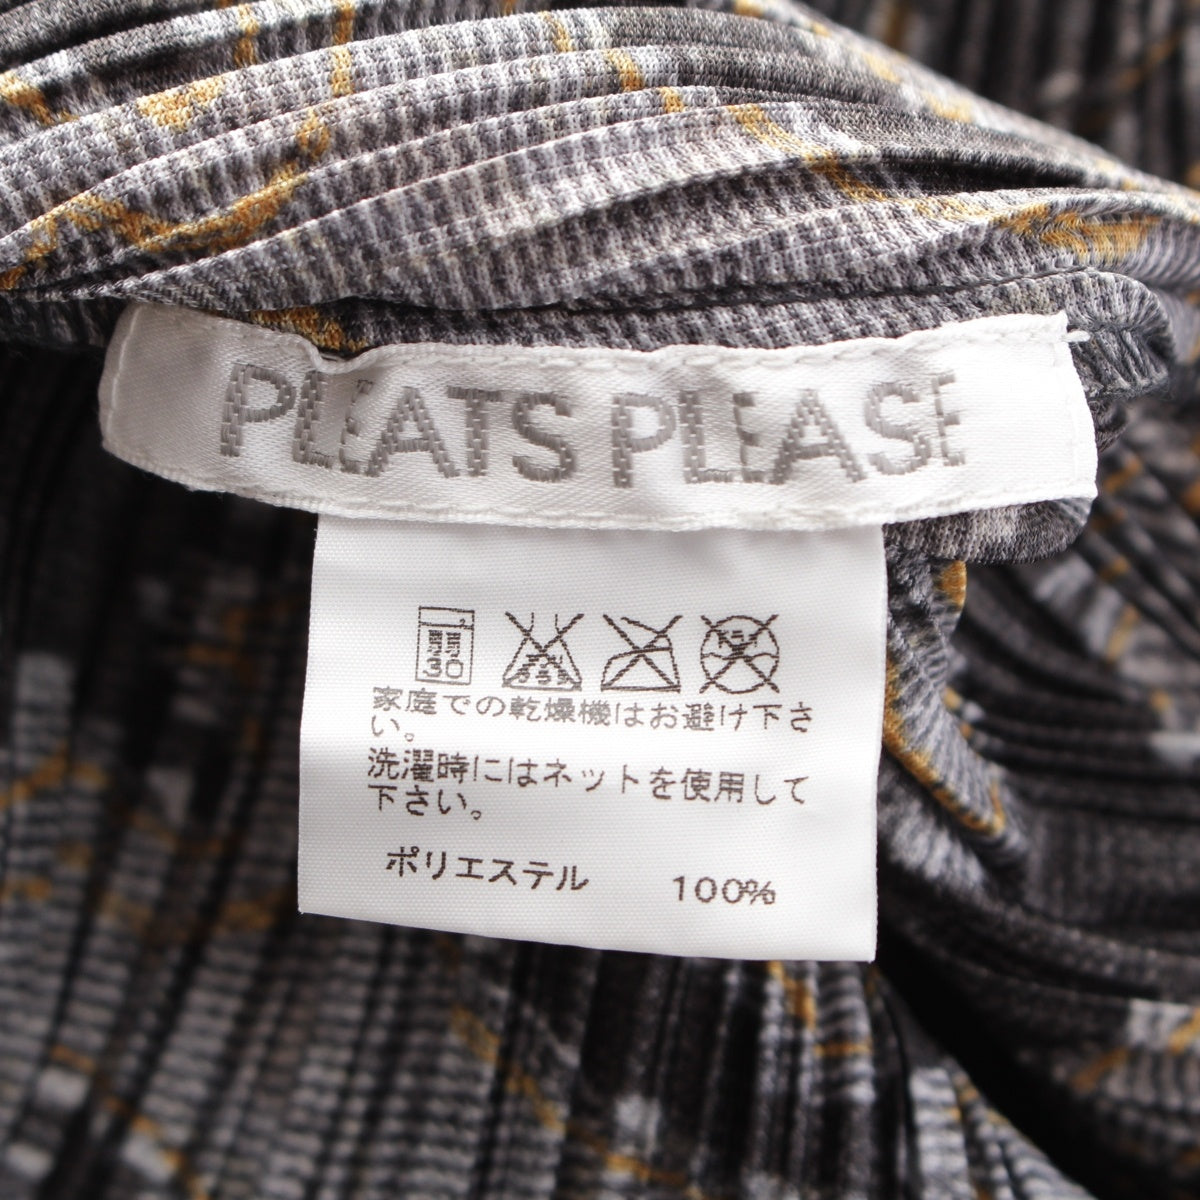 PLEATS PLEASE
30
家庭での乾燥機はお避け下さ
い。
洗濯時にはネットを使用して
下さい。
ポリエステル 100%